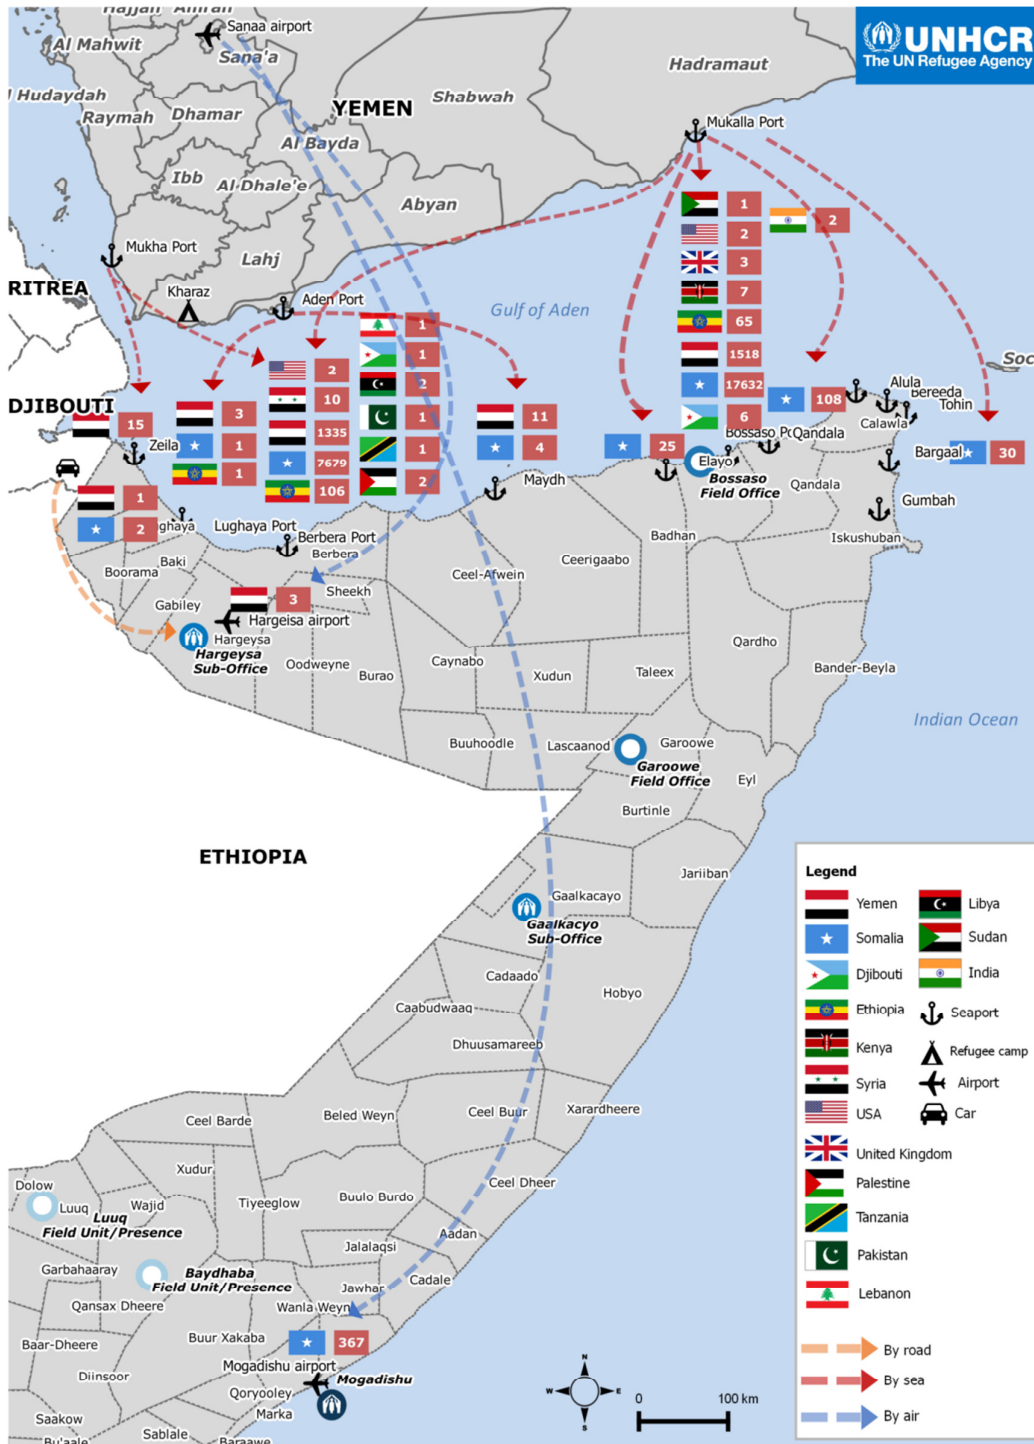 Hajjah
Amran
Sanaa airport
UNHCR
The UN Refugee Agency
Al Mahwit
Sana'a
Hadramaut
l Hudaydah
Raymah
Dhamar
YEMEN
Shabwah
Mukalla Port
Al Bayda
Ibb
Al Dhale'e
Abyan
1
2
2
3
Mukha Port
Lahj
RITREA
Kharaz
Aden Port
Gulf of Aden
7
65
1
2
1
1518
Soc
10
2
17632
108
Alula
Bereeda
Tohin
DJIBOUTI
15
3
1335
1
11
6
Calawla
Zeila
1
7679
1
4
25
Bossaso Po
Qandala
Bargaal
30
1
106
2
Maydh
Elayo
Bossaso
Field Office
Qandala
1
Gumbah
2
ghaya
Lughaya Port
Berbera Port
Berbera
Badhan
Iskushuban
Boorama
Baki
Ceel-Afwein
Ceerigaabo
Gabiley
3
Sheekh
Hargeisa airport
Hargeysa
Hargeysa
Sub-Office
Oodweyne
Burao
Caynabo
Xudun
Taleex
Qardho
Bander-Beyla
Indian Ocean
Buuhoodle
Lascaanod
Garoowe
Garoowe
Field Office
Eyl
Burtinle
ETHIOPIA
Jariiban
Gaalkacayo
Gaalkacyo
Sub-Office
Cadaado
Hobyo
Caabudwaaq
Dhuusamareeb
Ceel Barde
Beled Weyn
Ceel Buur
Xarardheere
Xudur
Dolow
Luuq
Wajid
Tiyeeglow
Buulo Burdo
Ceel Dheer
Luuq
Field Unit/Presence
Aadan
Jalalaqsi
Garbahaaray
Baydhaba
Field Unit/Presence
Jawhar
Cadale
Qansax Dheere
Wanla Weyn
Baar-Dheere
Buur Xakaba
367
Diinsoor
Mogadishu airport
Mogadishu
Qoryooley
Marka
Saakow
Sablale
Bu'aale
Baraawe
N
W
E
S
0
100 km
Legend
Yemen
Libya
Somalia
Sudan
Djibouti
India
Ethiopia
Seaport
Kenya
Refugee camp
Syria
Airport
USA
Car
United Kingdom
Palestine
Tanzania
Pakistan
Lebanon
By road
By sea
By air